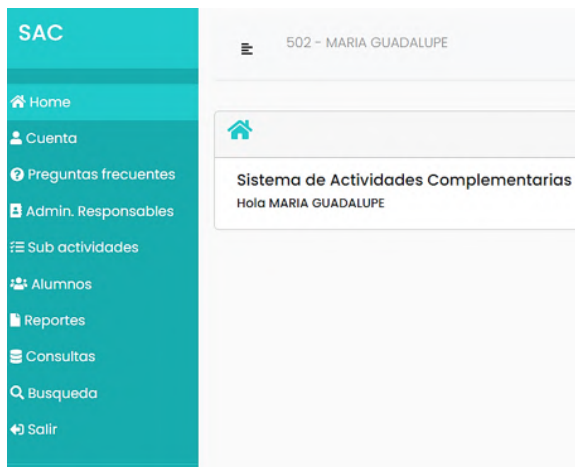 SAC
502 - MARIA GUADALUPE
Home
Cuenta
Preguntas frecuentes
Admin. Responsables
Sub actividades
Alumnos
Reportes
Consultas
Busqueda
Salir
Sistema de Actividades Complementarias
Hola MARIA GUADALUPE